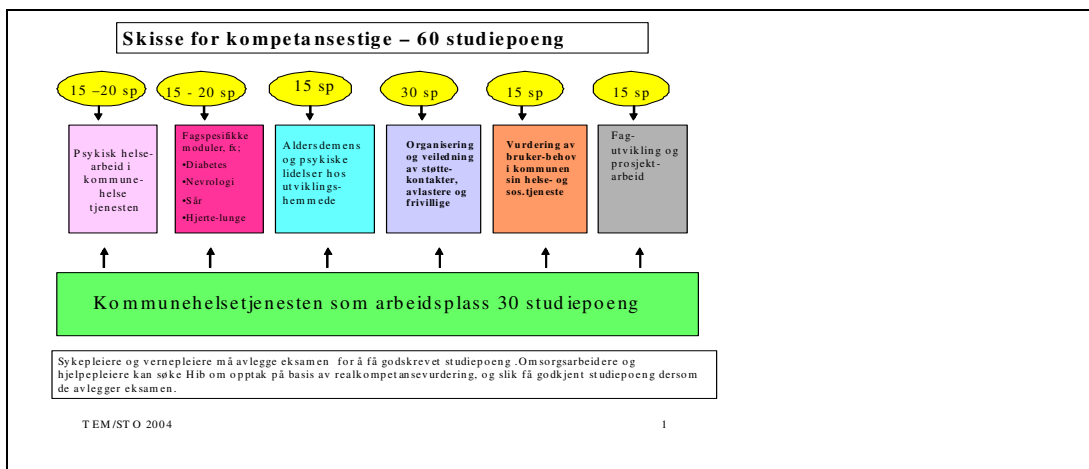 Skisse for kompetansestige – 60 studiepoeng
15 –20 sp
15 - 20 sp
15 sp
30 sp
15 sp
15 sp
Psykisk helse-
arbeid i
kommune-
helse
tjenesten
Fagspesifikke
moduler, fx;
•Diabetes
•Nevrologi
•Sår
•Hjerte-lunge
Aldersdemens
og psykiske
lidelser hos
utviklings-
hemmede
Organisering
og veiledning
av støtte-
kontakter,
avlastere og
frivillige
Vurdering av
bruker-behov
i kommunen
sin helse- og
sos.tjeneste
Fag-
utvikling og
prosjekt-
arbeid
Kommunehelsetjenesten som arbeidsplass 30 studiepoeng
Sykepleiere og vernepleiere må avlegge eksamen for å få godskrevet studiepoeng .Omsorgsarbeidere og
hjelpepleiere kan søke Hib om opptak på basis av realkompetansevurdering, og slik få godkjent studiepoeng dersom
de avlegger eksamen.
TEM/STO 2004
1